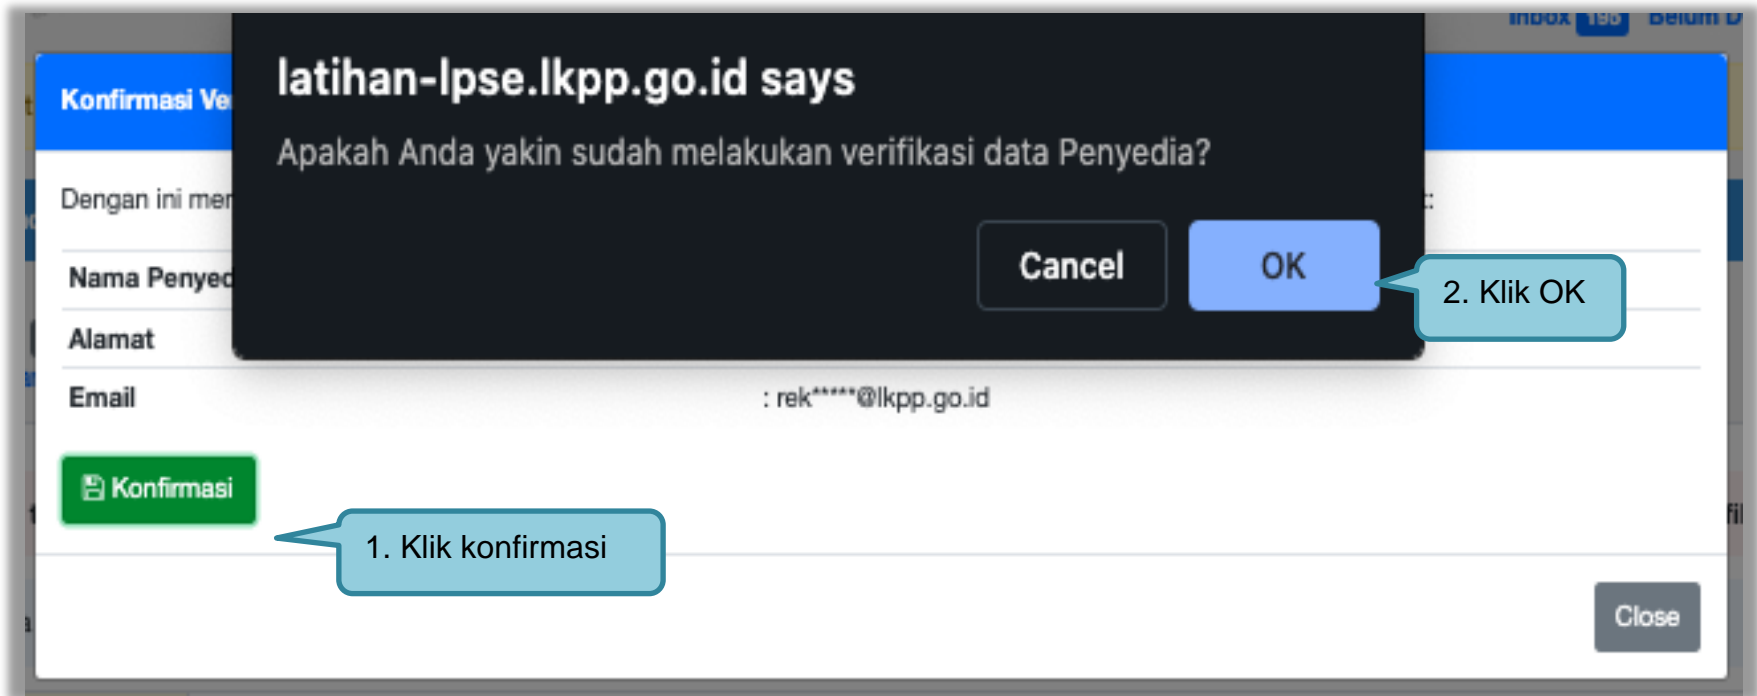 Inbox 195 Belum D
latihan-lpse.lkpp.go.id says
Konfirmasi Ve
Apakah Anda yakin sudah melakukan verifikasi data Penyedia?
Dengan ini mer
Cancel
OK
Nama Penyed
2. Klik OK
Alamat
Email : rek*****@lkpp.go.id
Konfirmasi
1. Klik konfirmasi
Close